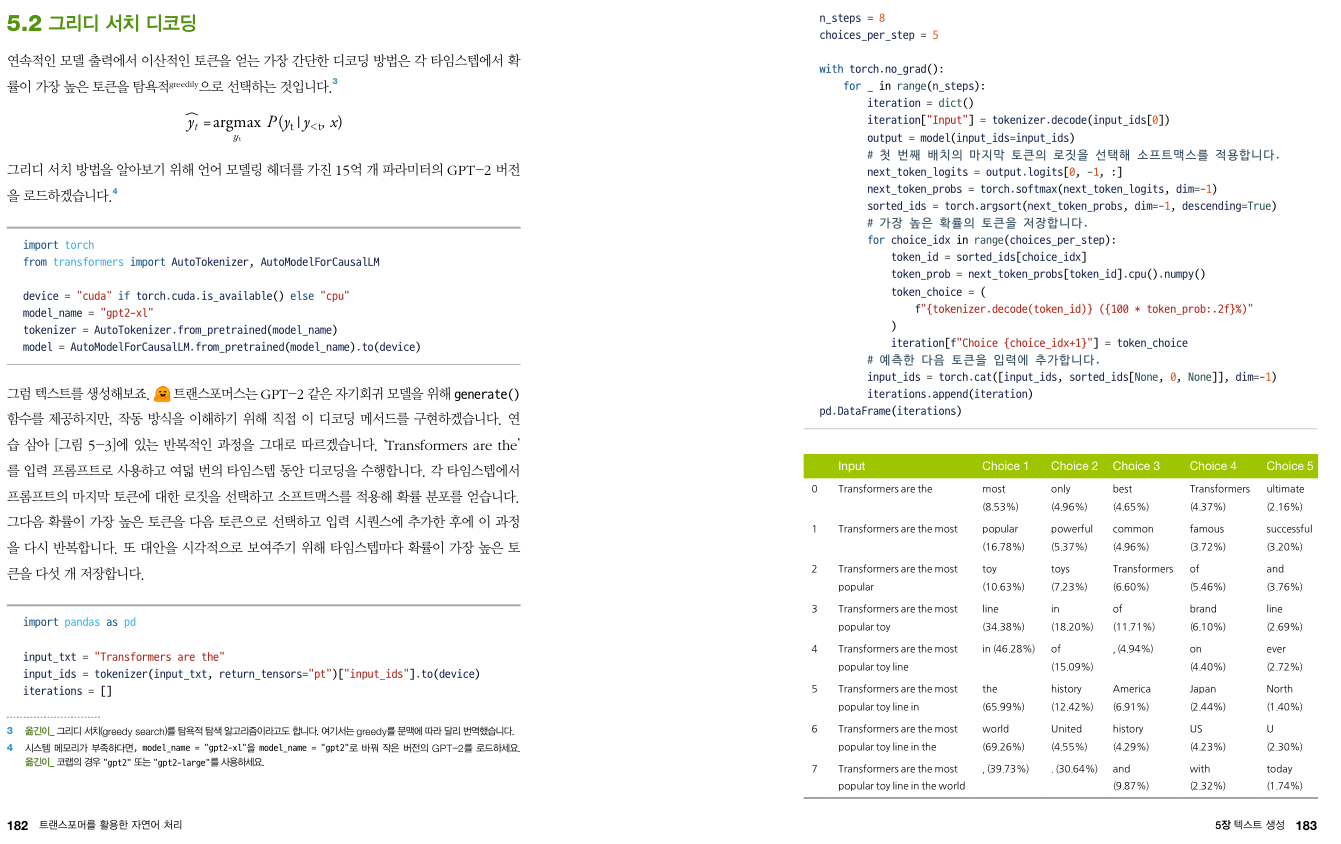 5.2 그리디 서치 디코딩
연속적인 모델 출력에서 이산적인 토큰을 얻는 가장 간단한 디코딩 방법은 각 타임스텝에서 확
률이 가장 높은 토큰을 탐욕적greedily으로 선택하는 것입니다.3
ŷt = argmax P(yt | y<t, x)
yt
그리디 서치 방법을 알아보기 위해 언어 모델링 헤더를 가진 15억 개 파라미터의 GPT-2 버전
을 로드하겠습니다.4
import torch
from transformers import AutoTokenizer, AutoModelForCausalLM
device = "cuda" if torch.cuda.is_available() else "cpu"
model_name = "gpt2-xl"
tokenizer = AutoTokenizer.from_pretrained(model_name)
model = AutoModelForCausalLM.from_pretrained(model_name).to(device)
그럼 텍스트를 생성해보죠. 🤗 트랜스포머스는 GPT-2 같은 자기회귀 모델을 위해 generate()
함수를 제공하지만, 작동 방식을 이해하기 위해 직접 이 디코딩 메서드를 구현하겠습니다. 연
습 삼아 [그림 5-3]에 있는 반복적인 과정을 그대로 따르겠습니다. ‘Transformers are the’
를 입력 프롬프트로 사용하고 여덟 번의 타임스텝 동안 디코딩을 수행합니다. 각 타임스텝에서
프롬프트의 마지막 토큰에 대한 로짓을 선택하고 소프트맥스를 적용해 확률 분포를 얻습니다.
그다음 확률이 가장 높은 토큰을 다음 토큰으로 선택하고 입력 시퀀스에 추가한 후에 이 과정
을 다시 반복합니다. 또 대안을 시각적으로 보여주기 위해 타임스텝마다 확률이 가장 높은 토
큰을 다섯 개 저장합니다.
import pandas as pd
input_txt = "Transformers are the"
input_ids = tokenizer(input_txt, return_tensors="pt")["input_ids"].to(device)
iterations = []
3 옮긴이_ 그리디 서치(greedy search)를 탐욕적 탐색 알고리즘이라고도 합니다. 여기서는 greedy를 문맥에 따라 달리 번역했습니다.
4 시스템 메모리가 부족하다면, model_name = "gpt2-xl"을 model_name = "gpt2"로 바꿔 작은 버전의 GPT-2를 로드하세요.
옮긴이_ 코랩의 경우 "gpt2" 또는 "gpt2-large"를 사용하세요.
182 트랜스포머를 활용한 자연어 처리
n_steps = 8
choices_per_step = 5
with torch.no_grad():
for _ in range(n_steps):
iteration = dict()
iteration["Input"] = tokenizer.decode(input_ids[0])
output = model(input_ids=input_ids)
# 첫 번째 배치의 마지막 토큰의 로짓을 선택해 소프트맥스를 적용합니다.
next_token_logits = output.logits[0, -1, :]
next_token_probs = torch.softmax(next_token_logits, dim=-1)
sorted_ids = torch.argsort(next_token_probs, dim=-1, descending=True)
# 가장 높은 확률의 토큰을 저장합니다.
for choice_idx in range(choices_per_step):
token_id = sorted_ids[choice_idx]
token_prob = next_token_probs[token_id].cpu().numpy()
token_choice = (
f"{tokenizer.decode(token_id)} ({100 * token_prob:.2f}%)"
)
iteration[f"Choice {choice_idx+1}"] = token_choice
# 예측한 다음 토큰을 입력에 추가합니다.
input_ids = torch.cat([input_ids, sorted_ids[None, 0, None]], dim=-1)
iterations.append(iteration)
pd.DataFrame(iterations)
Input Choice 1 Choice 2 Choice 3 Choice 4 Choice 5
0 Transformers are the most only best Transformers ultimate
(8.53%) (4.96%) (4.65%) (4.37%) (2.16%)
1 Transformers are the most popular powerful common famous successful
(16.78%) (5.37%) (4.96%) (3.72%) (3.20%)
2 Transformers are the most toy toys Transformers of and
popular (10.63%) (7.23%) (6.60%) (5.46%) (3.76%)
3 Transformers are the most line in of brand line
popular toy (34.38%) (18.20%) (11.71%) (6.10%) (2.69%)
4 Transformers are the most in (46.28%) of , (4.94%) on ever
popular toy line (15.09%) (4.40%) (2.72%)
5 Transformers are the most the history America Japan North
popular toy line in (65.99%) (12.42%) (6.91%) (2.44%) (1.40%)
6 Transformers are the most world United history US U
popular toy line in the (69.26%) (4.55%) (4.29%) (4.23%) (2.30%)
7 Transformers are the most , (39.73%) . (30.64%) and with today
popular toy line in the world (9.87%) (2.32%) (1.74%)
5장 텍스트 생성 183